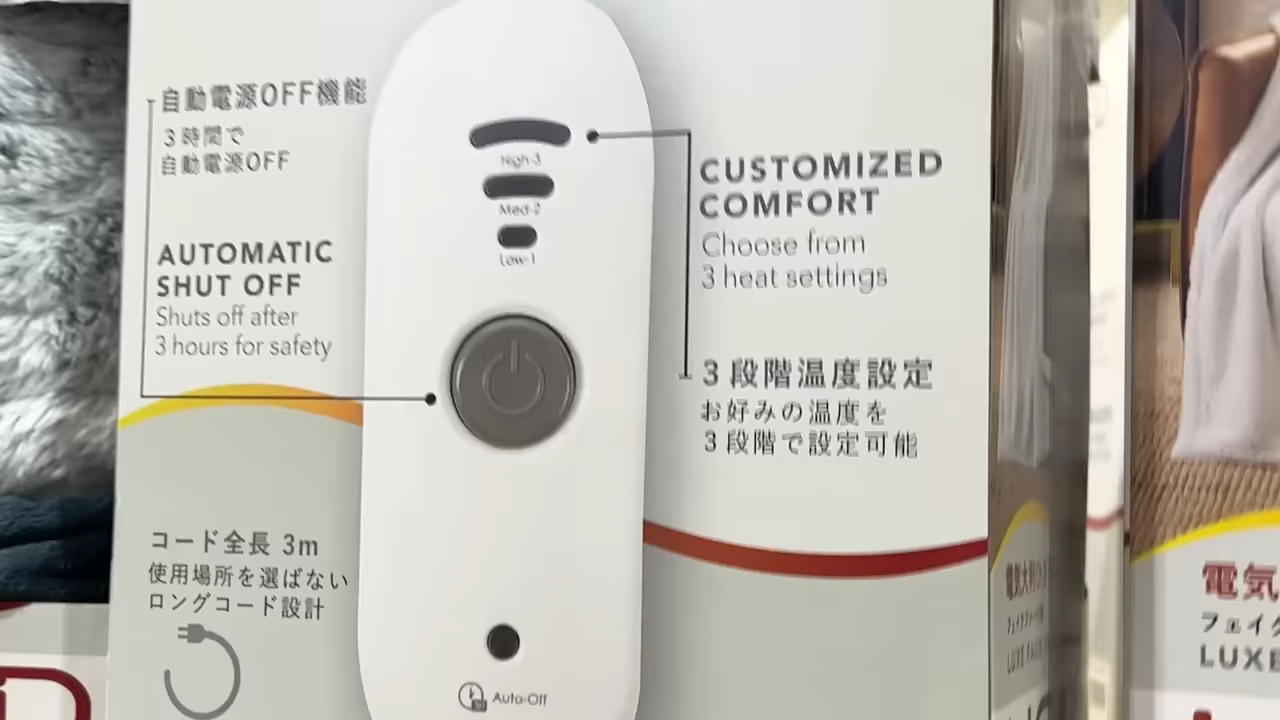 自動電源OFF機能
3時間で
自動電源OFF
AUTOMATIC
SHUT OFF
Shuts off after
3 hours for safety
コード全長 3m
使用場所を選ばない
ロングコード設計
High-3
Med-2
Low-1
Auto-Off
CUSTOMIZED
COMFORT
Choose from
3 heat settings
3段階温度設定
お好みの温度を
3段階で設定可能
電気
フェイク
LUXE